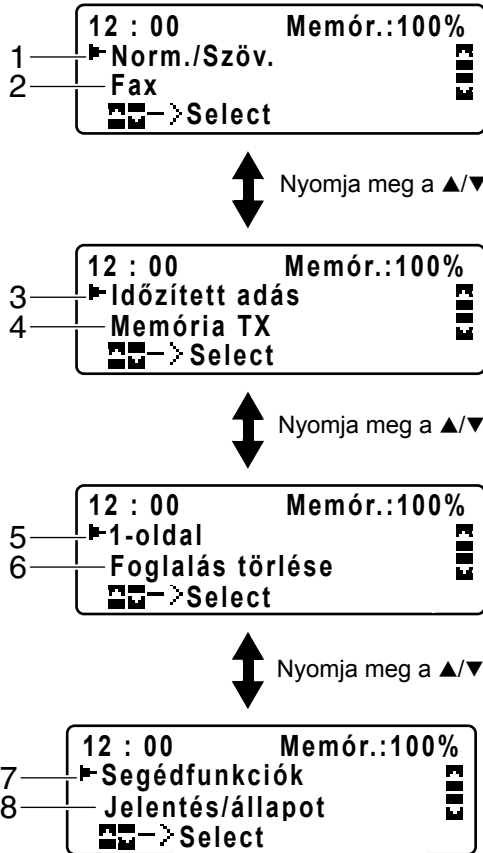 12 : 00 Memór.:100%
1 Norm./Szöv.
2 Fax
–>Select
Nyomja meg a ▲/▼
12 : 00 Memór.:100%
3 Időzített adás
4 Memória TX
–>Select
Nyomja meg a ▲/▼
12 : 00 Memór.:100%
5 1-oldal
6 Foglalás törlése
–>Select
Nyomja meg a ▲/▼
12 : 00 Memór.:100%
7 Segédfunkciók
8 Jelentés/állapot
–>Select